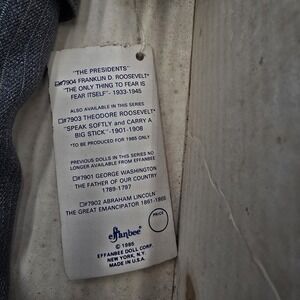 "THE PRESIDENTS"
□#7904 FRANKLIN D. ROOSEVELT*
"THE ONLY THING TO FEAR IS
FEAR ITSELF" - 1933-1945
ALSO AVAILABLE IN THIS SERIES
□#7903 THEODORE ROOSEVELT*
"SPEAK SOFTLY and CARRY A
BIG STICK" -1901-1908
*TO BE PRODUCED FOR 1985 ONLY
PREVIOUS DOLLS IN THIS SERIES NO
LONGER AVAILABLE FROM EFFANBEE
□#7901 GEORGE WASHINGTON
THE FATHER OF OUR COUNTRY
1789-1797
□#7902 ABRAHAM LINCOLN
THE GREAT EMANCIPATOR 1861-1865
PRICE
effanbee
© 1985
EFFANBEE DOLL CORP.
NEW YORK, N.Y.
MADE IN U.S.A.